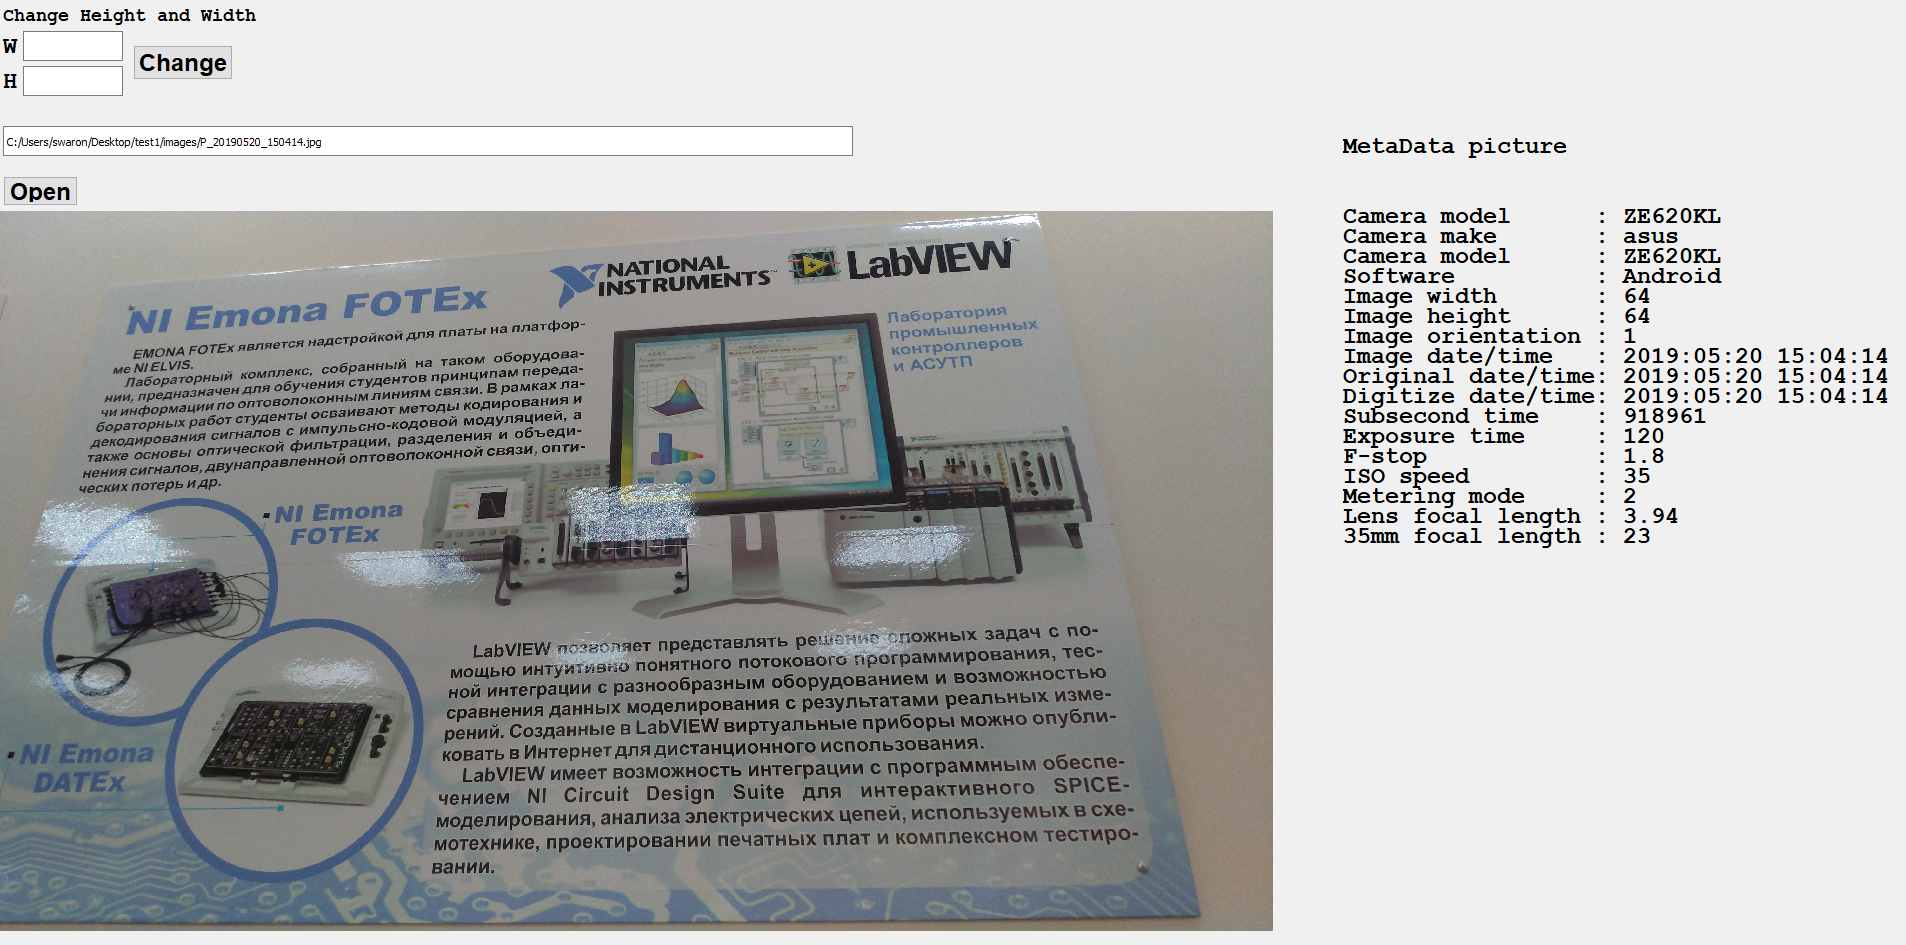 Change Height and Width
W
Change
H
C:/Users/swaron/Desktop/test1/images/P_20190520_150414.jpg
Open
MetaData picture
Camera model : ZE620KL
Camera make : asus
Camera model : ZE620KL
Software : Android
Image width : 64
Image height : 64
Image orientation : 1
Image date/time : 2019:05:20 15:04:14
Original date/time: 2019:05:20 15:04:14
Digitize date/time: 2019:05:20 15:04:14
Subsecond time : 918961
Exposure time : 120
F-stop : 1.8
ISO speed : 35
Metering mode : 2
Lens focal length : 3.94
35mm focal length : 23
NATIONAL
INSTRUMENTS™
LabVIEW™
NI Emona FOTEx
EMONA FOTEx является надстройкой для платы на платфор-
ме NI ELVIS.
Лабораторный комплекс, собранный на таком оборудова-
нии, предназначен для обучения студентов принципам переда-
чи информации по оптоволоконным линиям связи. В рамках ла-
бораторных работ студенты осваивают методы кодирования и
декодирования сигналов с импульсно-кодовой модуляцией, а
также основы оптической фильтрации, разделения и объеди-
нения сигналов, двунаправленной оптоволоконной связи, опти-
ческих потерь и др.
Лаборатория
промышленных
контроллеров
и АСУТП
NI Emona
FOTEx
NI Emona
DATEx
LabVIEW позволяет представлять решение сложных задач с по-
мощью интуитивно понятного потокового программирования, тес-
ной интеграции с разнообразным оборудованием и возможностью
сравнения данных моделирования с результатами реальных изме-
рений. Созданные в LabVIEW виртуальные приборы можно опубли-
ковать в Интернет для дистанционного использования.
LabVIEW имеет возможность интеграции с программным обеспе-
чением NI Circuit Design Suite для интерактивного SPICE-
моделирования, анализа электрических цепей, используемых в схе-
мотехнике, проектировании печатных плат и комплексном тестиро-
вании.